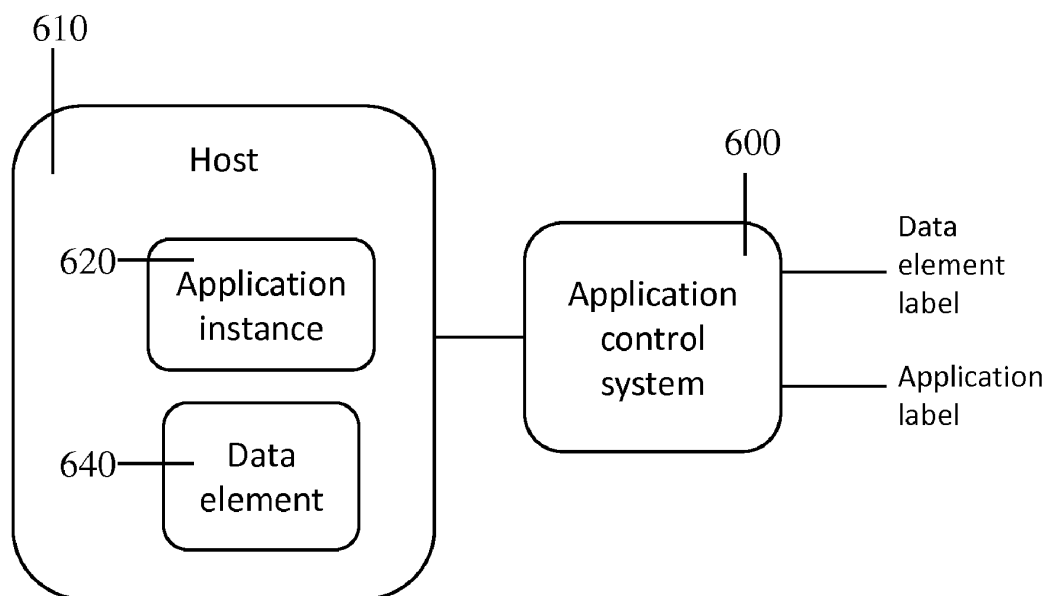 610
Host
600
620
Application
instance
640
Data
element
Application
control
system
Data
element
label
Application
label